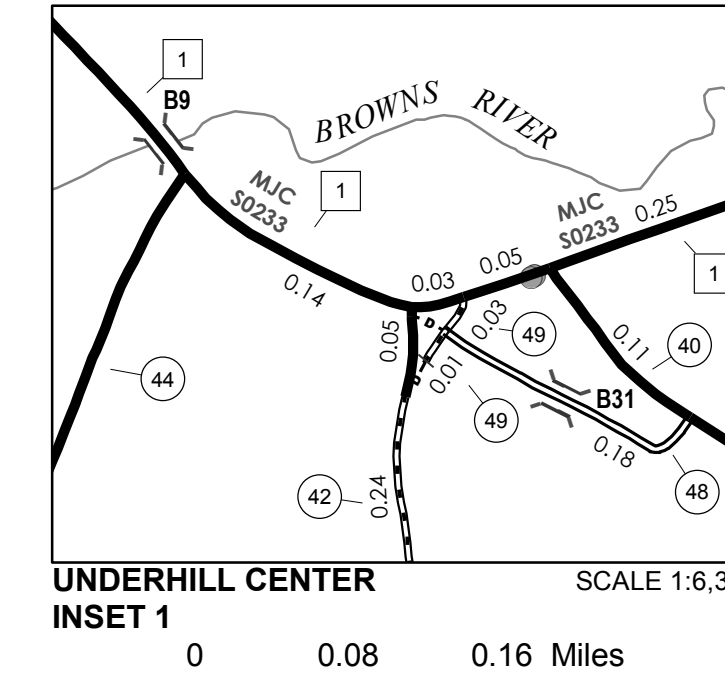 1
B9
BROWNS RIVER
MJC
S0233
1
MJC
S0233
0.25
0.14
0.03
0.05
1
0.05
D
0.03
49
0.11
40
44
D
0.01
49
B31
0.18
42
0.24
48
UNDERHILL CENTER
INSET 1
SCALE 1:6,3
0 0.08 0.16 Miles